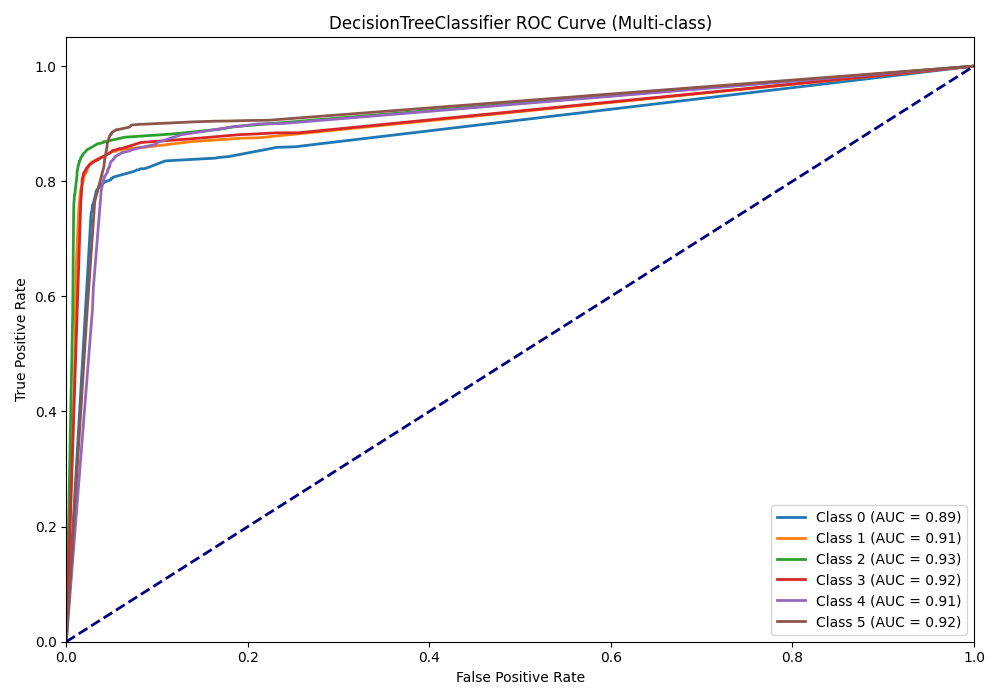 DecisionTreeClassifier ROC Curve (Multi-class)
True Positive Rate
1.0
0.8
0.6
0.4
0.2
0.0
0.0 0.2 0.4 0.6 0.8 1.0
False Positive Rate
Class 0 (AUC = 0.89)
Class 1 (AUC = 0.91)
Class 2 (AUC = 0.93)
Class 3 (AUC = 0.92)
Class 4 (AUC = 0.91)
Class 5 (AUC = 0.92)